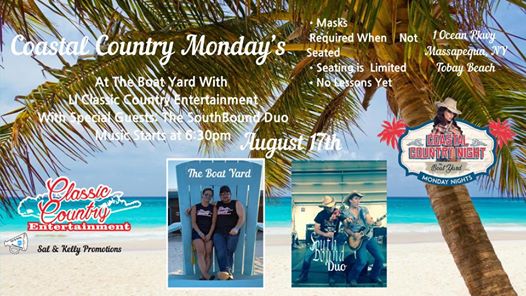 Coastal Country Monday's
At The Boat Yard With
LI Classic Country Entertainment
With Special Guests: The SouthBound Duo
Music Starts at 6:30pm
August 17th
• Masks
Required When Not
Seated
• Seating is Limited
• No Lessons Yet
1 Ocean Pkwy
Massapequa, NY
Tobay Beach
COASTAL
COUNTRY NIGHT
Boat Yard
MONDAY NIGHTS
Classic
Country
Entertainment
Sal & Kelly Promotions
The Boat Yard
South
Bound
Duo